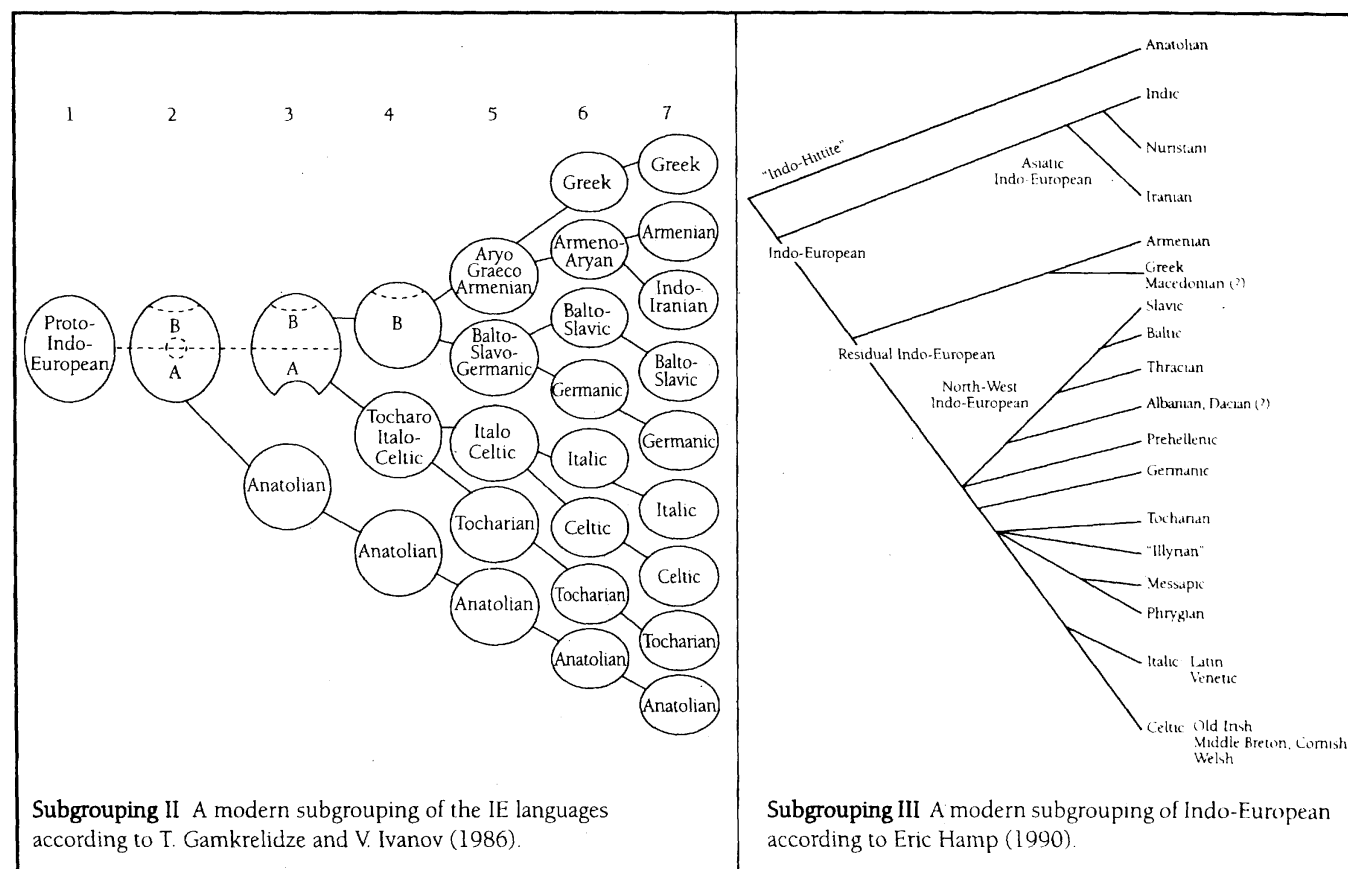 1 2 3 4 5 6 7
Proto-
Indo-
European
B
A
B
A
Anatolian
B
Tocharo
Italo-
Celtic
Anatolian
Aryo
Graeco
Armenian
Balto-
Slavo-
Germanic
Italo
Celtic
Tocharian
Anatolian
Greek
Armeno-
Aryan
Balto-
Slavic
Germanic
Italic
Celtic
Tocharian
Anatolian
Greek
Armenian
Indo-
Iranian
Balto-
Slavic
Germanic
Italic
Celtic
Tocharian
Anatolian
Subgrouping II A modern subgrouping of the IE languages
according to T. Gamkrelidze and V. Ivanov (1986).
"Indo-Hittite"
Indo-European
Asiatic
Indo-European
Residual Indo-European
North-West
Indo-European
Anatolian
Indic
Nuristani
Iranian
Armenian
Greek
Macedonian (?)
Slavic
Baltic
Thracian
Albanian, Dacian (?)
Prehellenic
Germanic
Tocharian
"Illyrian"
Messapic
Phrygian
Italic Latin
Venetic
Celtic Old Irish
Middle Breton, Cornish
Welsh
Subgrouping III A modern subgrouping of Indo-European
according to Eric Hamp (1990).